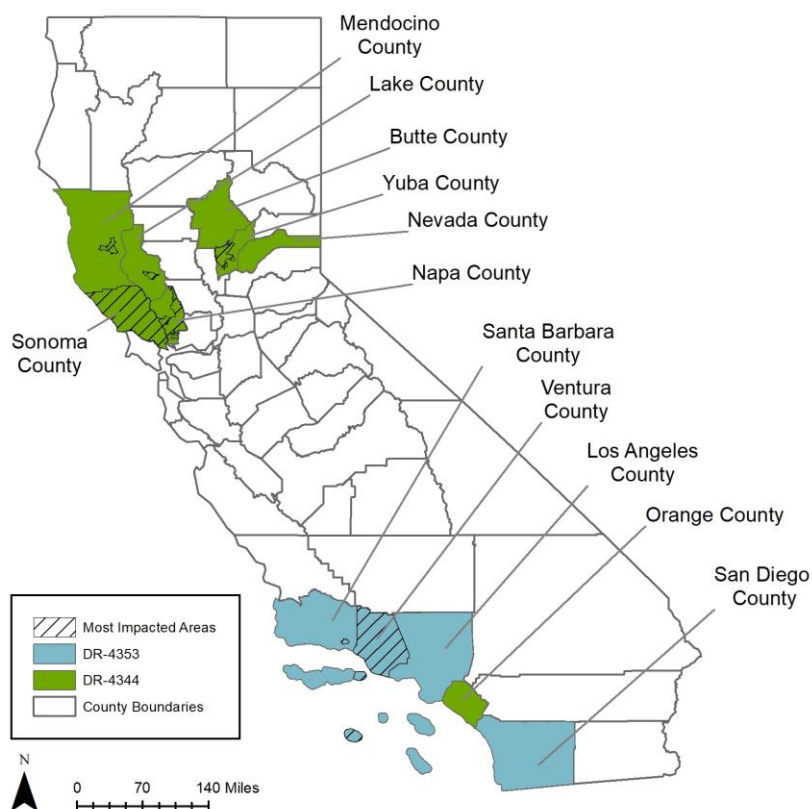 Mendocino
County
Lake County
Butte County
Yuba County
Nevada County
Napa County
Sonoma
County
Santa Barbara
County
Ventura
County
Los Angeles
County
Orange County
San Diego
County
Most Impacted Areas
DR-4353
DR-4344
County Boundaries
N
0 70 140 Miles